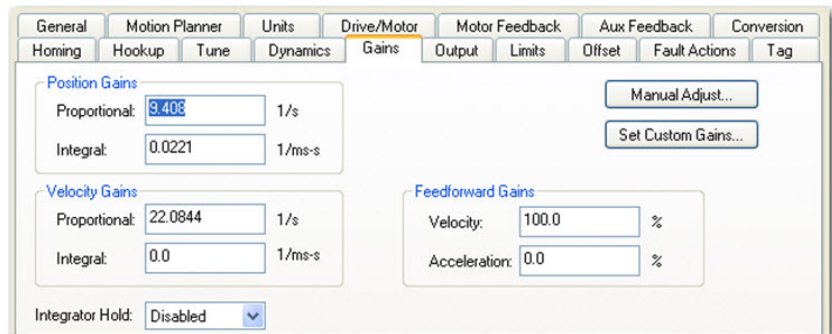 General Motion Planner Units Drive/Motor Motor Feedback Aux Feedback Conversion
Homing Hookup Tune Dynamics Gains Output Limits Offset Fault Actions Tag
Position Gains
Proportional: 9.408 1/s
Integral: 0.0221 1/ms-s
Manual Adjust...
Set Custom Gains...
Velocity Gains
Proportional: 22.0844 1/s
Integral: 0.0 1/ms-s
Feedforward Gains
Velocity: 100.0 %
Acceleration: 0.0 %
Integrator Hold: Disabled